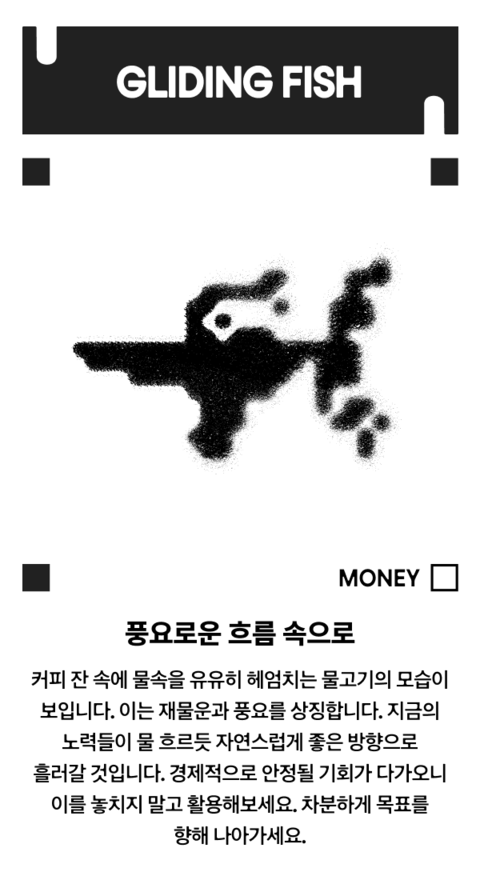 GLIDING FISH
MONEY
풍요로운 흐름 속으로
커피 잔 속에 물속을 유유히 헤엄치는 물고기의 모습이
보입니다. 이는 재물운과 풍요를 상징합니다. 지금의
노력들이 물 흐르듯 자연스럽게 좋은 방향으로
흘러갈 것입니다. 경제적으로 안정될 기회가 다가오니
이를 놓치지 말고 활용해보세요. 차분하게 목표를
향해 나아가세요.